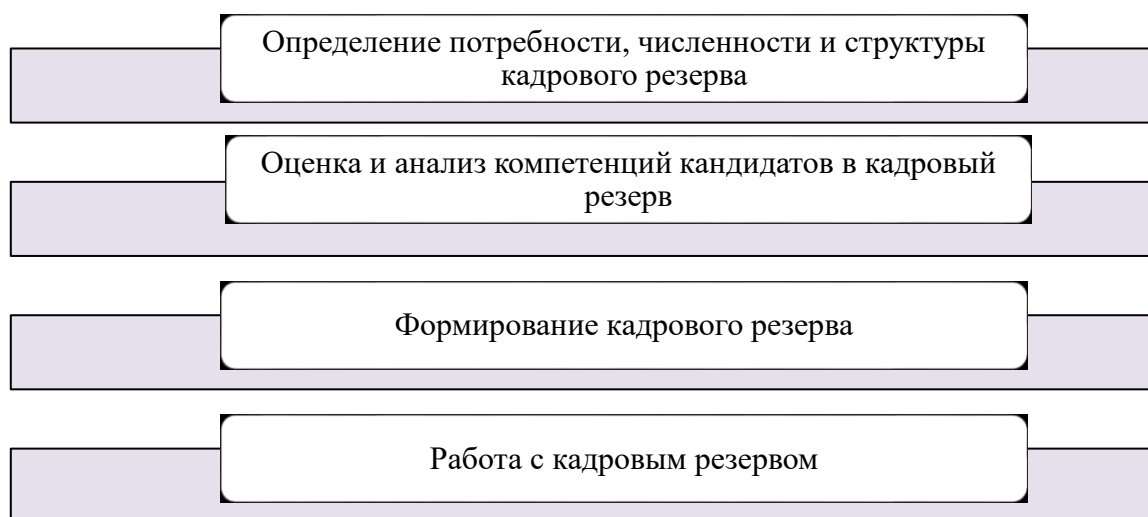 Определение потребности, численности и структуры
кадрового резерва
Оценка и анализ компетенций кандидатов в кадровый
резерв
Формирование кадрового резерва
Работа с кадровым резервом